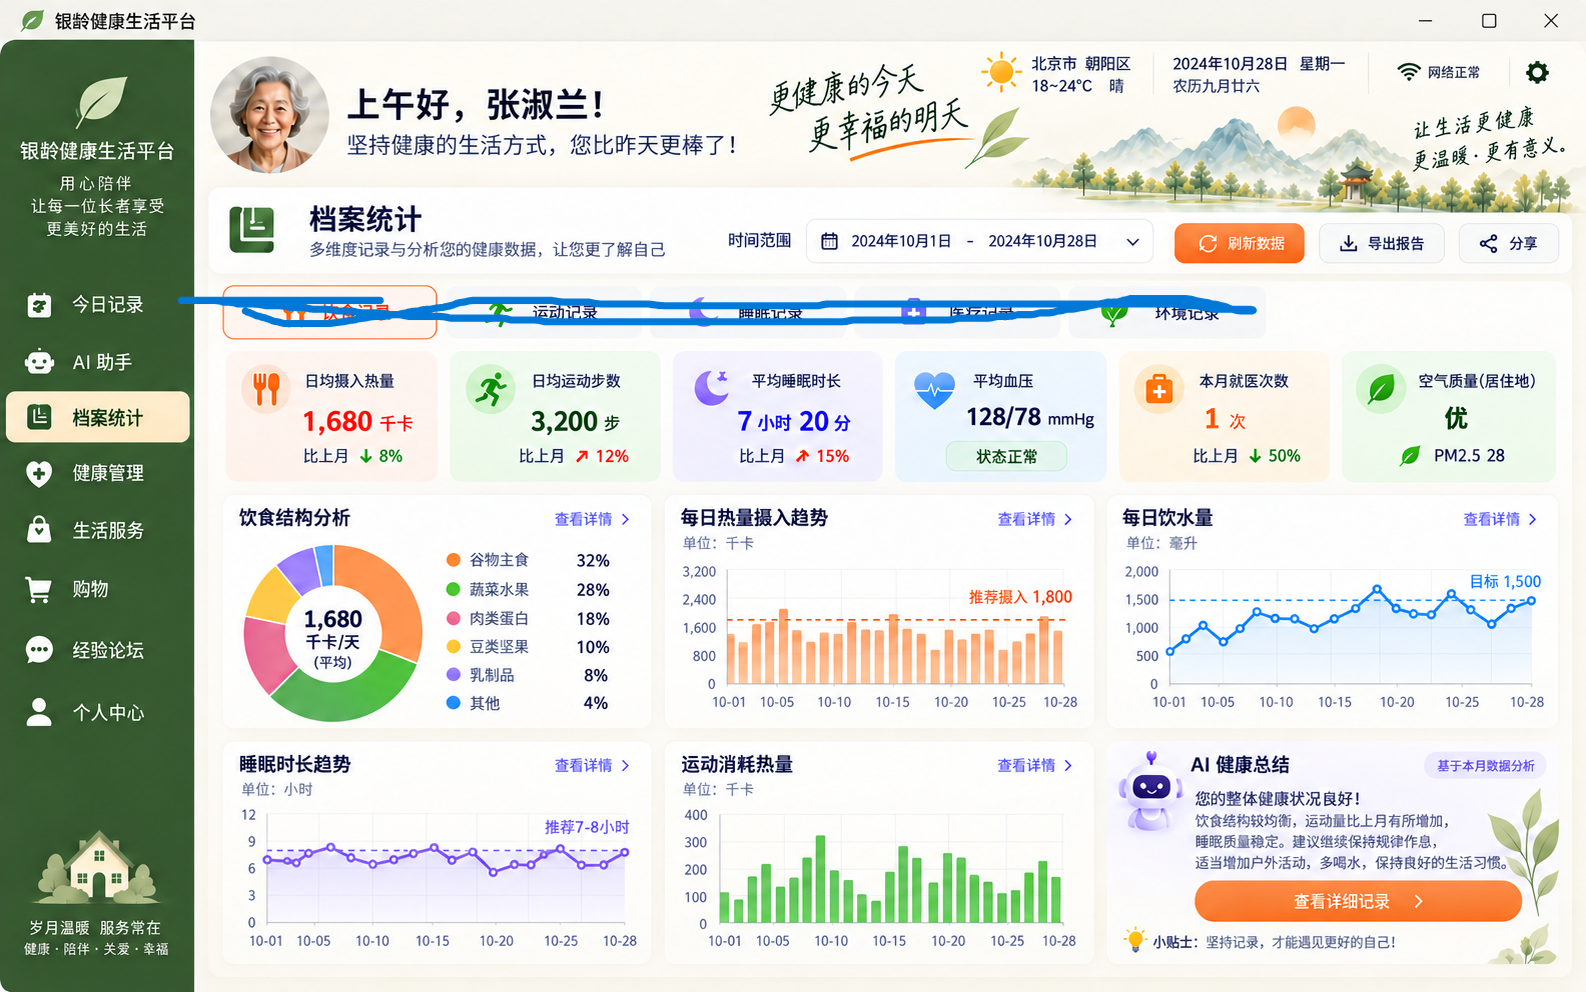 银龄健康生活平台
银龄健康生活平台
用心陪伴
让每一位长者享受
更美好的生活
今日记录
AI 助手
档案统计
健康管理
生活服务
购物
经验论坛
个人中心
岁月温暖 服务常在
健康·陪伴·关爱·幸福
上午好，张淑兰！
坚持健康的生活方式，您比昨天更棒了！
更健康的今天
更幸福的明天
北京市 朝阳区
18~24℃ 晴
2024年10月28日 星期一
农历九月廿六
网络正常
让生活更健康
更温暖·更有意义。
档案统计
多维度记录与分析您的健康数据，让您更了解自己
时间范围
2024年10月1日 - 2024年10月28日
刷新数据
导出报告
分享
饮食记录
运动记录
睡眠记录
医疗记录
环境记录
日均摄入热量
1,680 千卡
比上月 ↓ 8%
日均运动步数
3,200 步
比上月 ↗ 12%
平均睡眠时长
7 小时 20 分
比上月 ↗ 15%
平均血压
128/78 mmHg
状态正常
本月就医次数
1 次
比上月 ↓ 50%
空气质量(居住地)
优
PM2.5 28
饮食结构分析
查看详情 >
1,680
千卡/天
(平均)
谷物主食 32%
蔬菜水果 28%
肉类蛋白 18%
豆类坚果 10%
乳制品 8%
其他 4%
每日热量摄入趋势
查看详情 >
单位：千卡
3,200
2,400
1,600
800
0
推荐摄入 1,800
10-01 10-05 10-10 10-15 10-20 10-25 10-28
每日饮水量
查看详情 >
单位：毫升
2,000
1,500
1,000
500
0
目标 1,500
10-01 10-05 10-10 10-15 10-20 10-25 10-28
睡眠时长趋势
查看详情 >
单位：小时
12
9
6
3
0
推荐7-8小时
10-01 10-05 10-10 10-15 10-20 10-25 10-28
运动消耗热量
查看详情 >
单位：千卡
400
300
200
100
0
10-01 10-05 10-10 10-15 10-20 10-25 10-28
AI 健康总结
基于本月数据分析
您的整体健康状况良好！
饮食结构较均衡，运动量比上月有所增加，
睡眠质量稳定。建议继续保持规律作息，
适当增加户外活动，多喝水，保持良好的生活习惯。
查看详细记录 >
小贴士：坚持记录，才能遇见更好的自己！